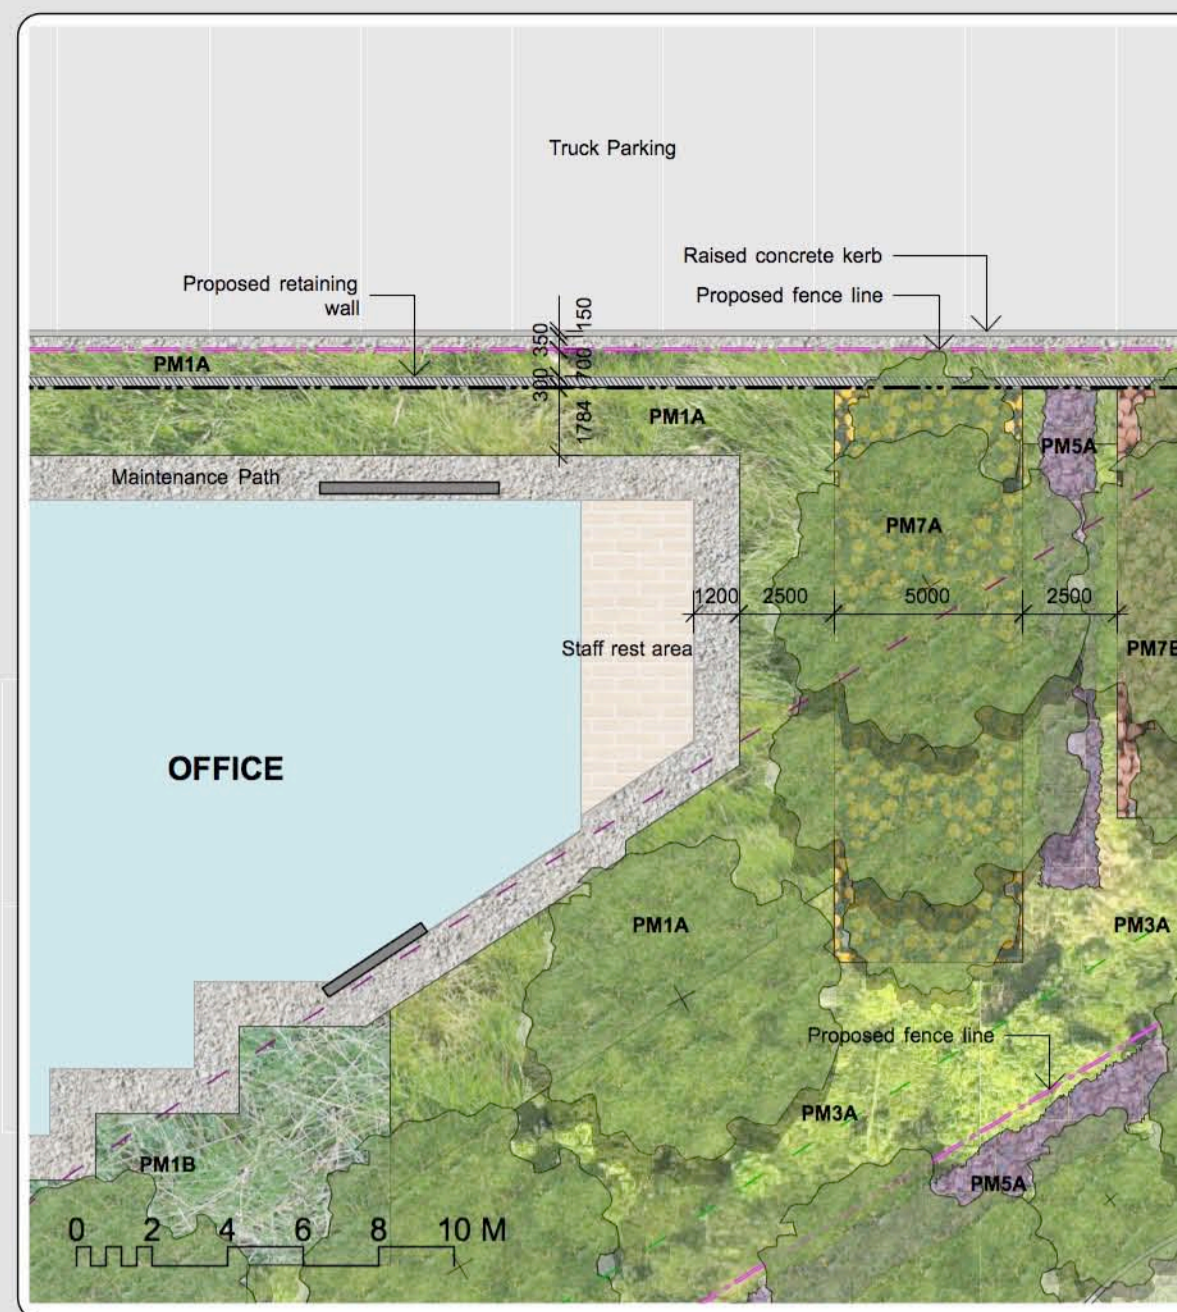 Truck Parking
Raised concrete kerb
Proposed retaining
wall
Proposed fence line
150
350
700
300
PM1A
1784
PM1A
PM5A
Maintenance Path
PM7A
1200
2500
5000
2500
Staff rest area
PM7B
OFFICE
PM1A
PM3A
Proposed fence line
PM3A
PM1B
PM5A
0 2 4 6 8 10 M